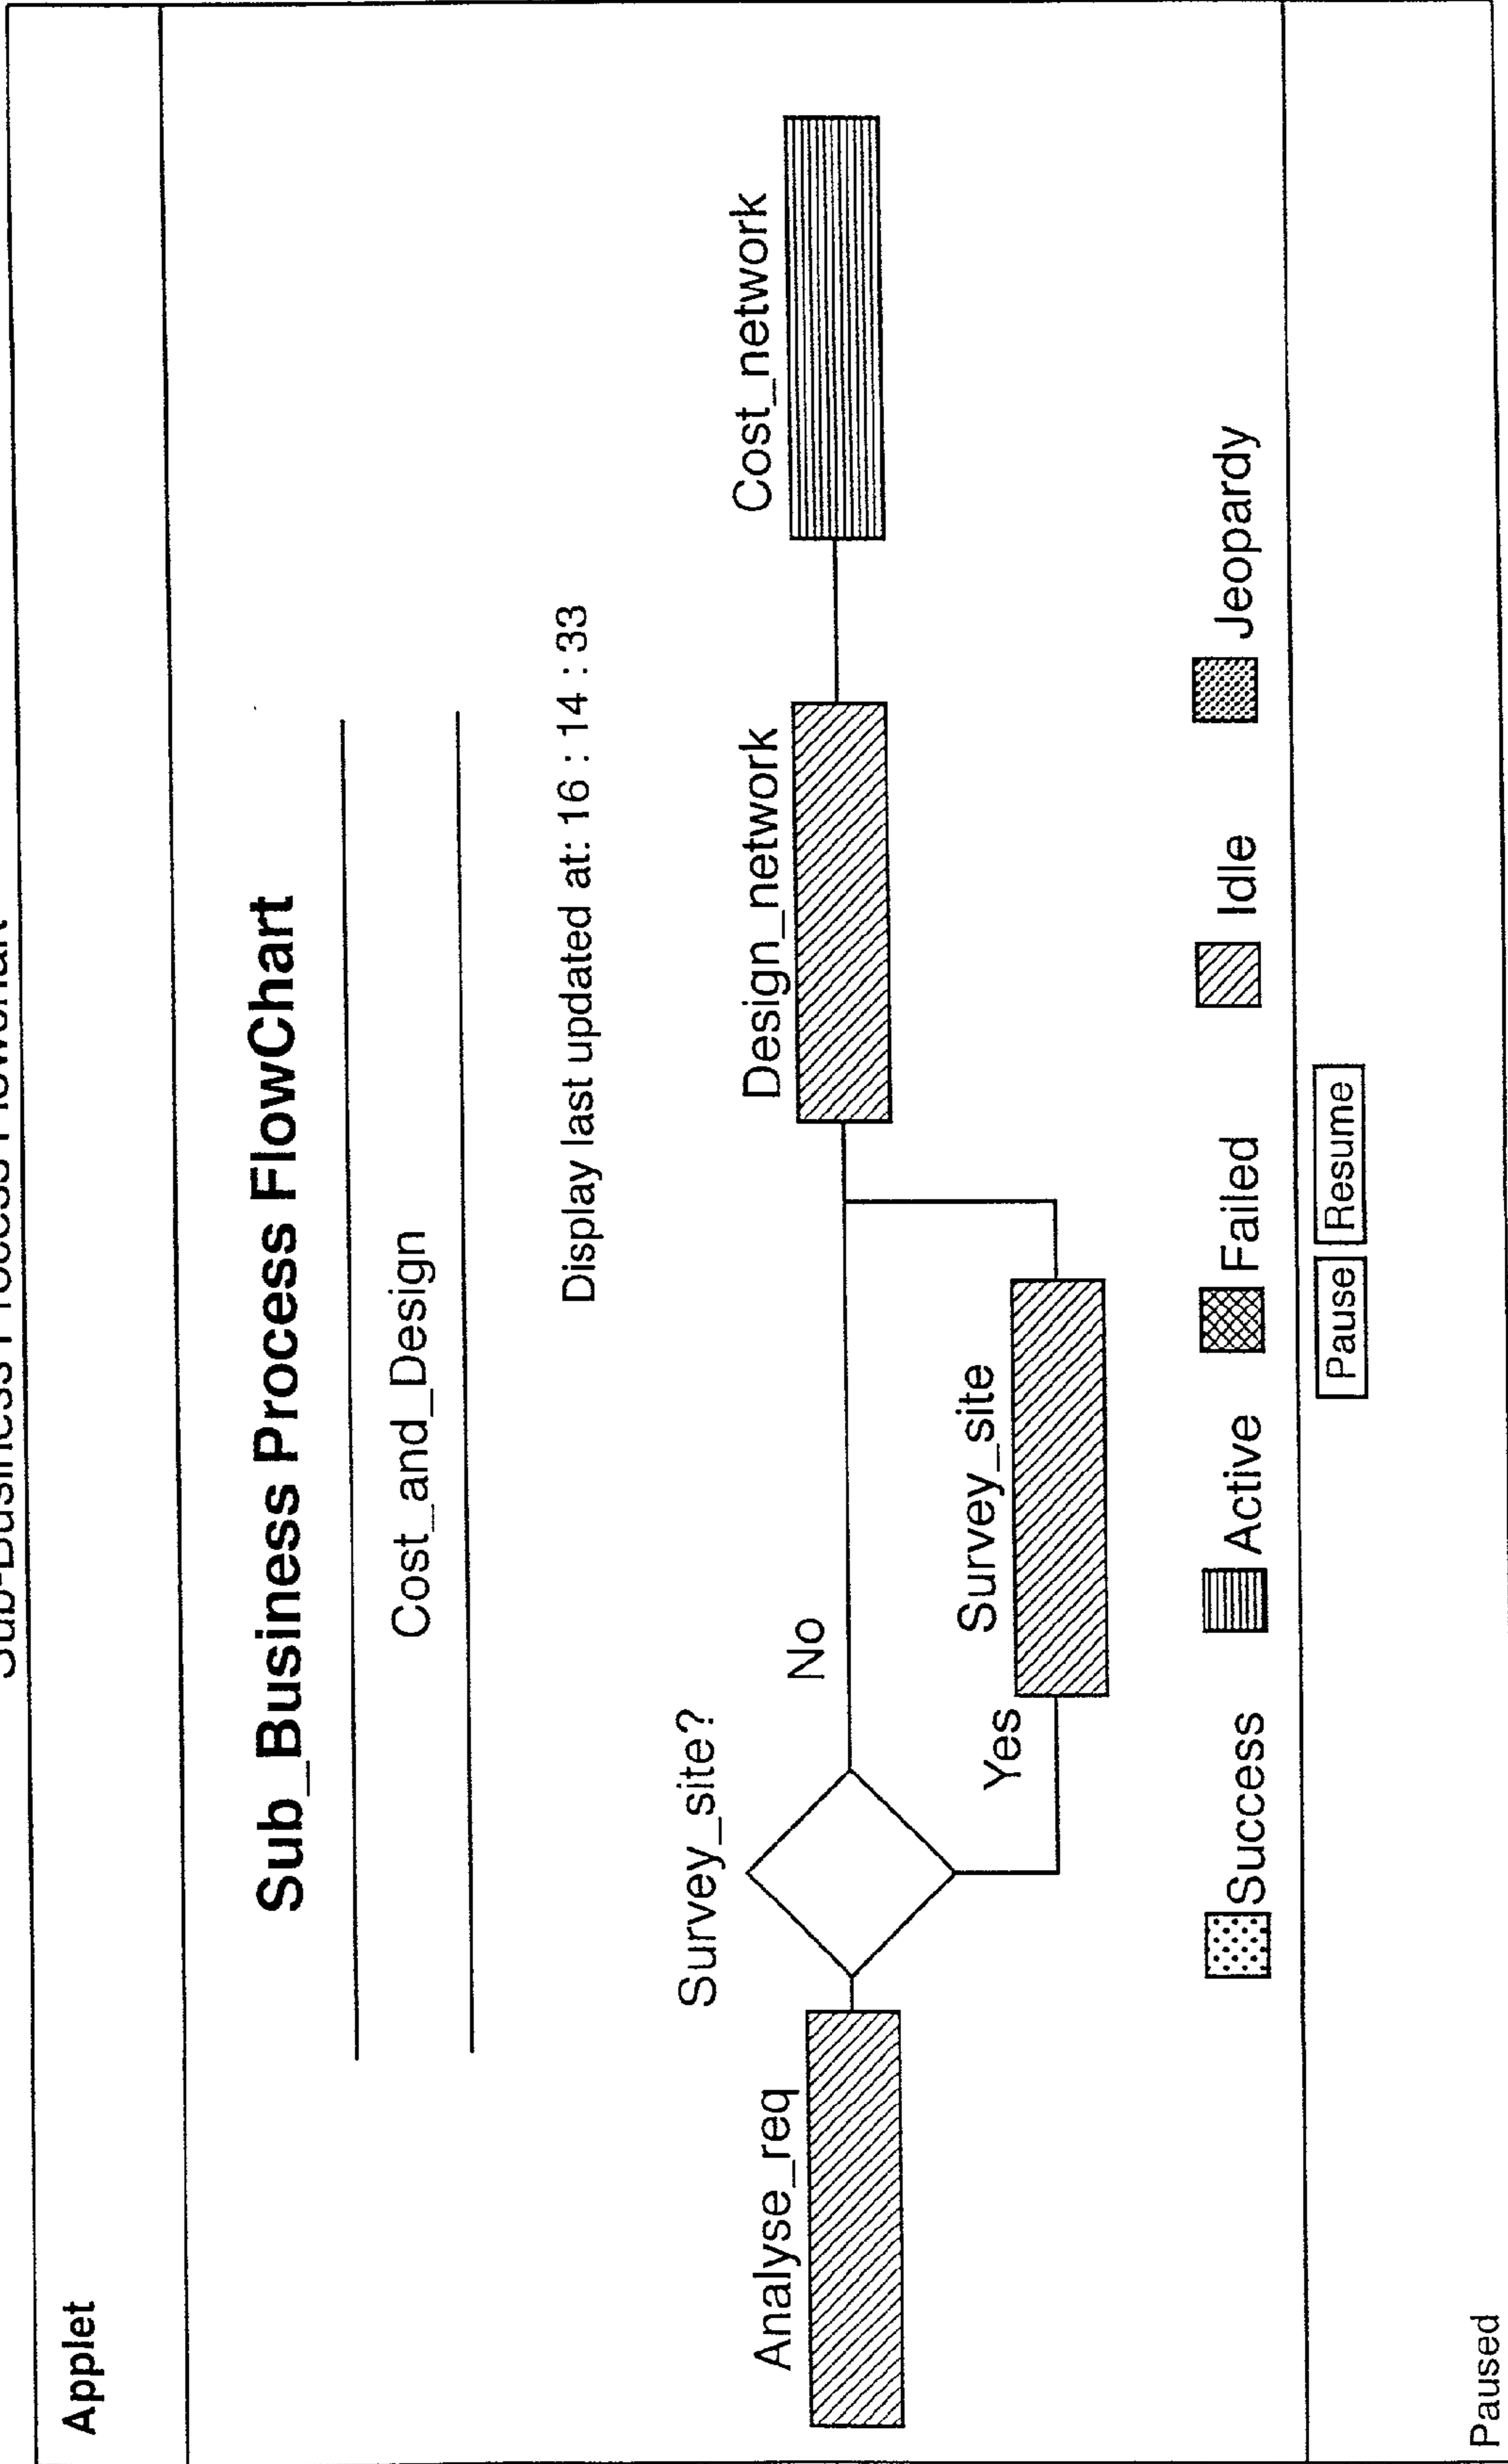 Sub-Business Process Flowchart
Applet
Sub_Business Process FlowChart
Cost_and_Design
Display last updated at: 16 : 14 : 33
Survey_site?
Analyse_req
No
Design_network
Cost_network
Yes
Survey_site
Success
Active
Failed
Idle
Jeopardy
Pause
Resume
Paused